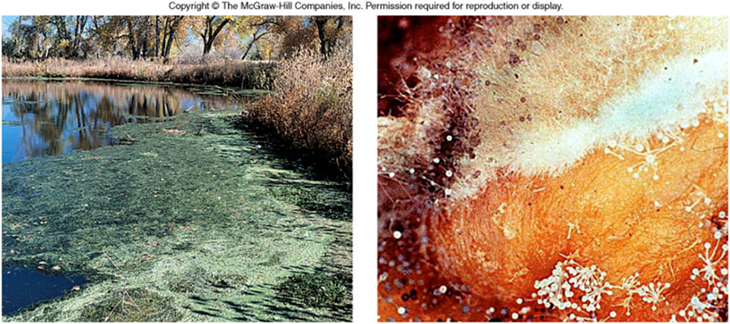 Copyright © The McGraw-Hill Companies, Inc. Permission required for reproduction or display.